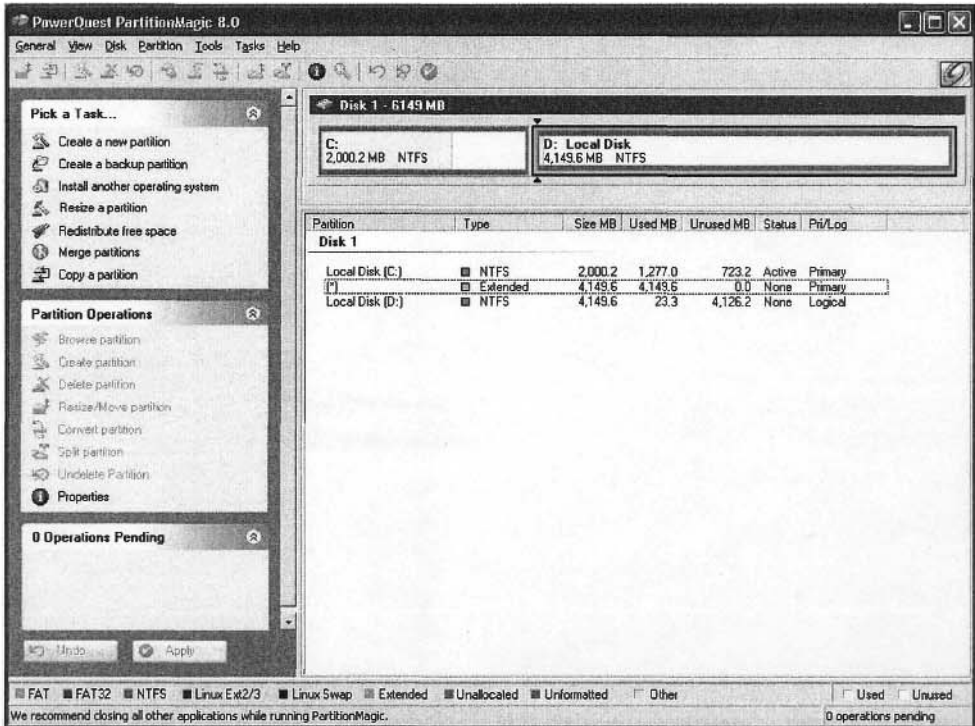 PowerQuest PartitionMagic 8.0
General View Disk Partition Tools Tasks Help
Pick a Task...
Create a new partition
Create a backup partition
Install another operating system
Resize a partition
Redistribute free space
Merge partitions
Copy a partition
Partition Operations
Browse partition
Create partition
Delete partition
Resize/Move partition
Convert partition
Split partition
Undelete Partition
Properties
0 Operations Pending
Undo
Apply
Disk 1 - 6149 MB
C:
2,000.2 MB NTFS
D: Local Disk
4,149.6 MB NTFS
Partition Type Size MB Used MB Unused MB Status Pri/Log
Disk 1
Local Disk (C:) NTFS 2,000.2 1,277.0 723.2 Active Primary
(*) Extended 4,149.6 4,149.6 0.0 None Primary
Local Disk (D:) NTFS 4,149.6 23.3 4,126.2 None Logical
FAT FAT32 NTFS Linux Ext2/3 Linux Swap Extended Unallocated Unformatted Other Used Unused
We recommend closing all other applications while running PartitionMagic. 0 operations pending